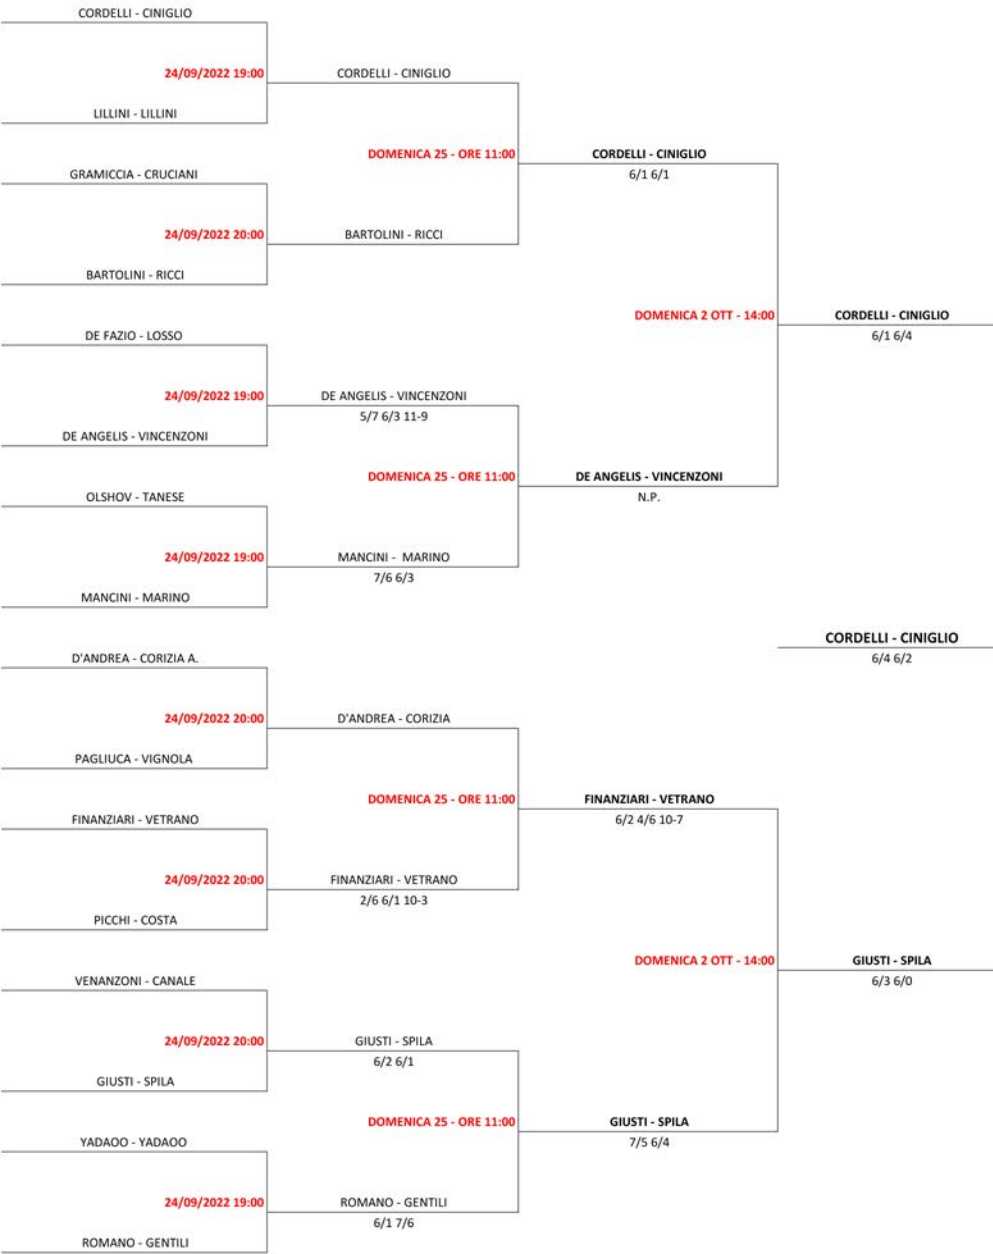 CORDELLI - CINIGLIO
24/09/2022 19:00
CORDELLI - CINIGLIO
LILLINI - LILLINI
DOMENICA 25 - ORE 11:00
CORDELLI - CINIGLIO
6/1 6/1
GRAMICCIA - CRUCIANI
24/09/2022 20:00
BARTOLINI - RICCI
BARTOLINI - RICCI
DOMENICA 2 OTT - 14:00
CORDELLI - CINIGLIO
6/1 6/4
DE FAZIO - LOSSO
24/09/2022 19:00
DE ANGELIS - VINCENZONI
5/7 6/3 11-9
DE ANGELIS - VINCENZONI
DOMENICA 25 - ORE 11:00
DE ANGELIS - VINCENZONI
N.P.
OLSHOV - TANESE
24/09/2022 19:00
MANCINI - MARINO
7/6 6/3
MANCINI - MARINO
CORDELLI - CINIGLIO
6/4 6/2
D'ANDREA - CORIZIA A.
24/09/2022 20:00
D'ANDREA - CORIZIA
PAGLIUCA - VIGNOLA
DOMENICA 25 - ORE 11:00
FINANZIARI - VETRANO
6/2 4/6 10-7
FINANZIARI - VETRANO
24/09/2022 20:00
FINANZIARI - VETRANO
2/6 6/1 10-3
PICCHI - COSTA
DOMENICA 2 OTT - 14:00
GIUSTI - SPILA
6/3 6/0
VENANZONI - CANALE
24/09/2022 20:00
GIUSTI - SPILA
6/2 6/1
GIUSTI - SPILA
DOMENICA 25 - ORE 11:00
GIUSTI - SPILA
7/5 6/4
YADAOO - YADAOO
24/09/2022 19:00
ROMANO - GENTILI
6/1 7/6
ROMANO - GENTILI